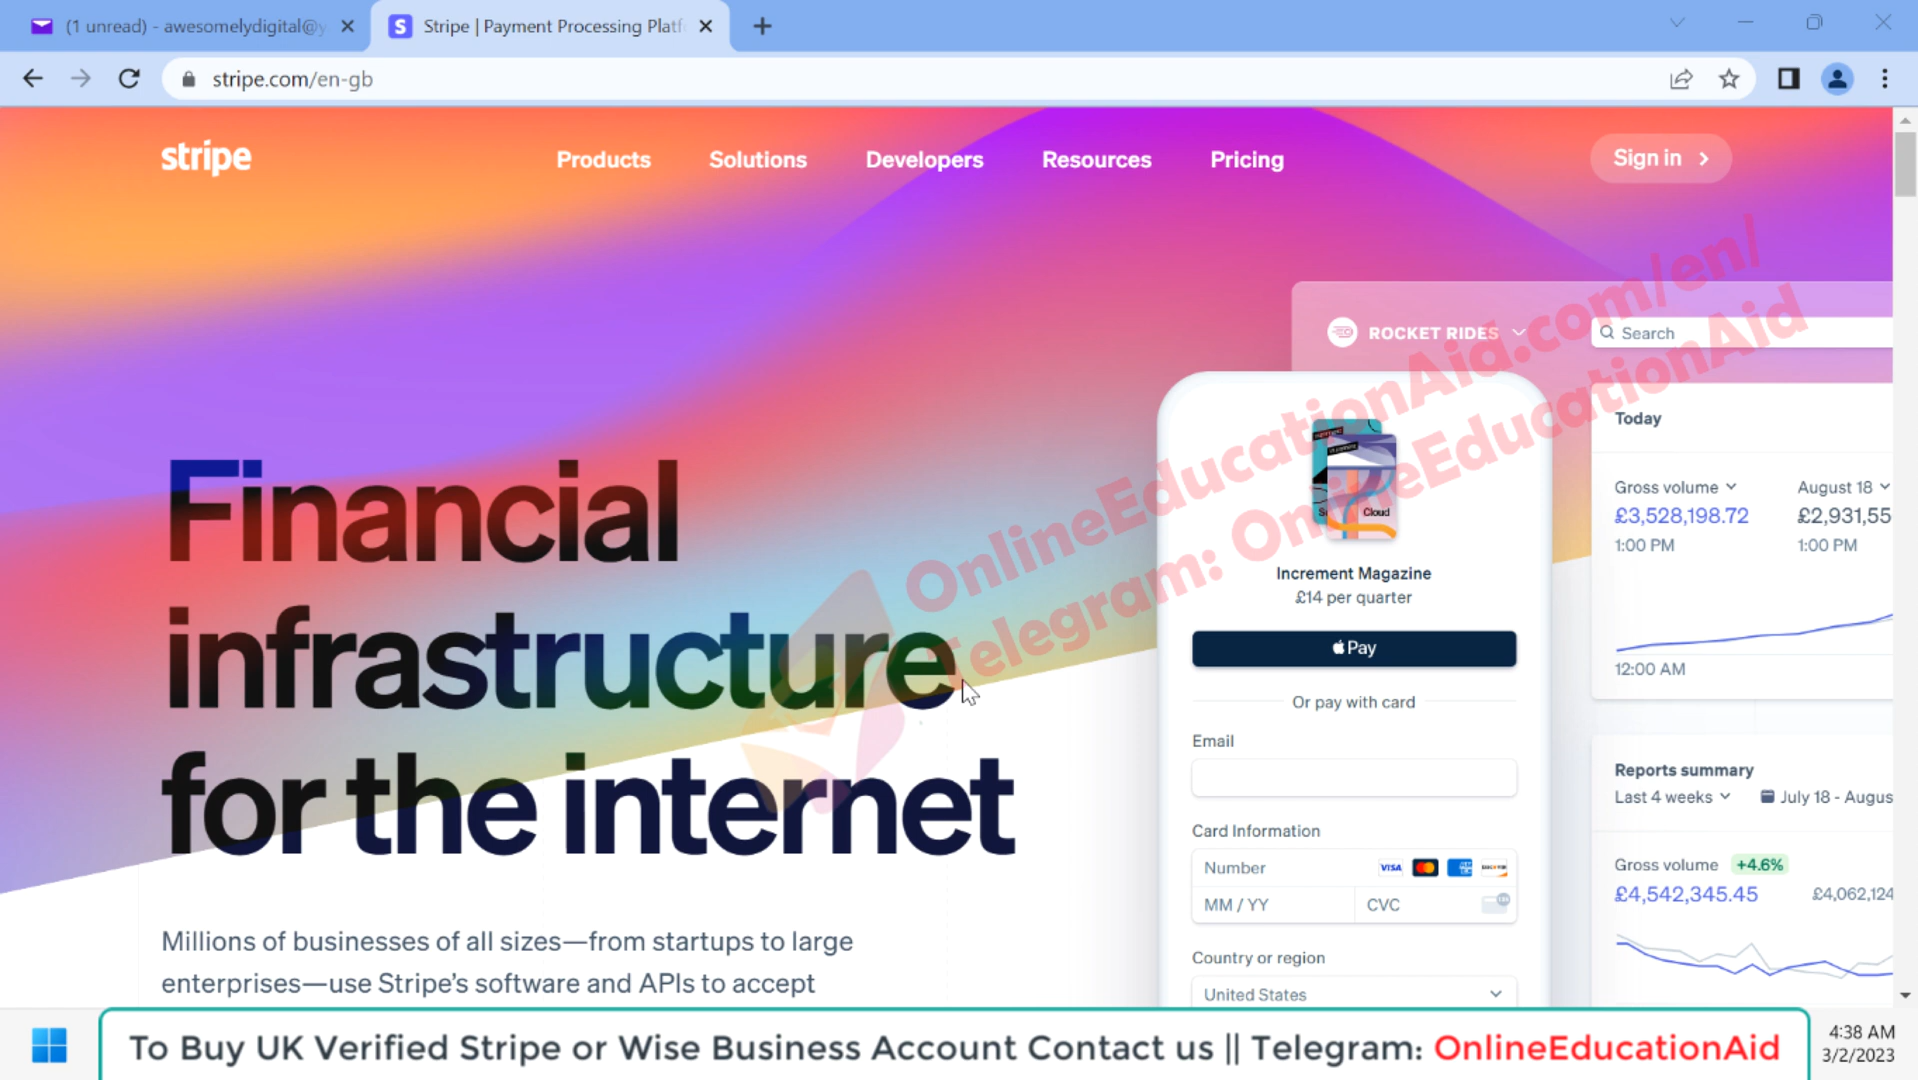 (1 unread) - awesomelydigital@y
Stripe | Payment Processing Platf
stripe.com/en-gb
stripe
Products
Solutions
Developers
Resources
Pricing
Sign in
ROCKET RIDES
Search
OnlineEducationAid.com/en/
Telegram: OnlineEducationAid
Today
Gross volume
August 18
£3,528,198.72
£2,931,55
1:00 PM
1:00 PM
12:00 AM
Financial
infrastructure
for the internet
Millions of businesses of all sizes—from startups to large
enterprises—use Stripe’s software and APIs to accept
Cloud
Increment Magazine
£14 per quarter
Pay
Or pay with card
Email
Card Information
Number
VISA
MM / YY
CVC
Country or region
United States
Reports summary
Last 4 weeks
July 18 - Augus
Gross volume +4.6%
£4,542,345.45
£4,062,124
To Buy UK Verified Stripe or Wise Business Account Contact us || Telegram: OnlineEducationAid
4:38 AM
3/2/2023